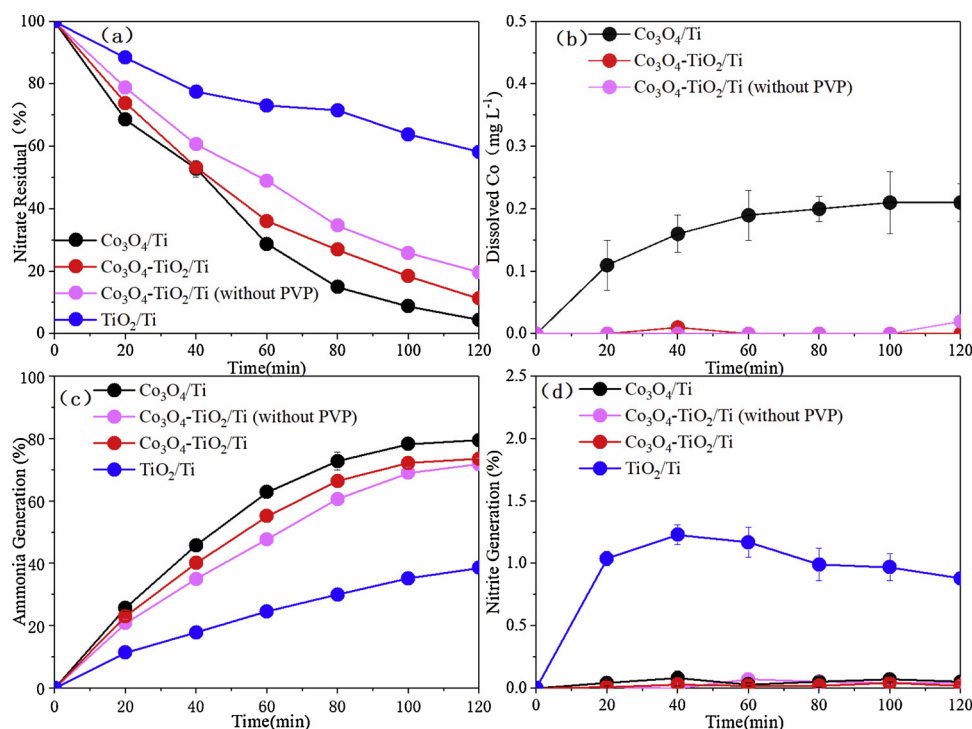 (a)
Nitrate Residual (%)
100
80
60
40
20
0
Co₃O₄/Ti
Co₃O₄-TiO₂/Ti
Co₃O₄-TiO₂/Ti (without PVP)
TiO₂/Ti
0 20 40 60 80 100 120
Time(min)
(b)
Dissolved Co (mg L⁻¹)
0.5
0.4
0.3
0.2
0.1
0.0
Co₃O₄/Ti
Co₃O₄-TiO₂/Ti
Co₃O₄-TiO₂/Ti (without PVP)
0 20 40 60 80 100 120
Time(min)
(c)
Ammonia Generation (%)
100
80
60
40
20
0
Co₃O₄/Ti
Co₃O₄-TiO₂/Ti (without PVP)
Co₃O₄-TiO₂/Ti
TiO₂/Ti
0 20 40 60 80 100 120
Time(min)
(d)
Nitrite Generation (%)
2.5
2.0
1.5
1.0
0.5
0.0
Co₃O₄/Ti
Co₃O₄-TiO₂/Ti (without PVP)
Co₃O₄-TiO₂/Ti
TiO₂/Ti
0 20 40 60 80 100 120
Time(min)